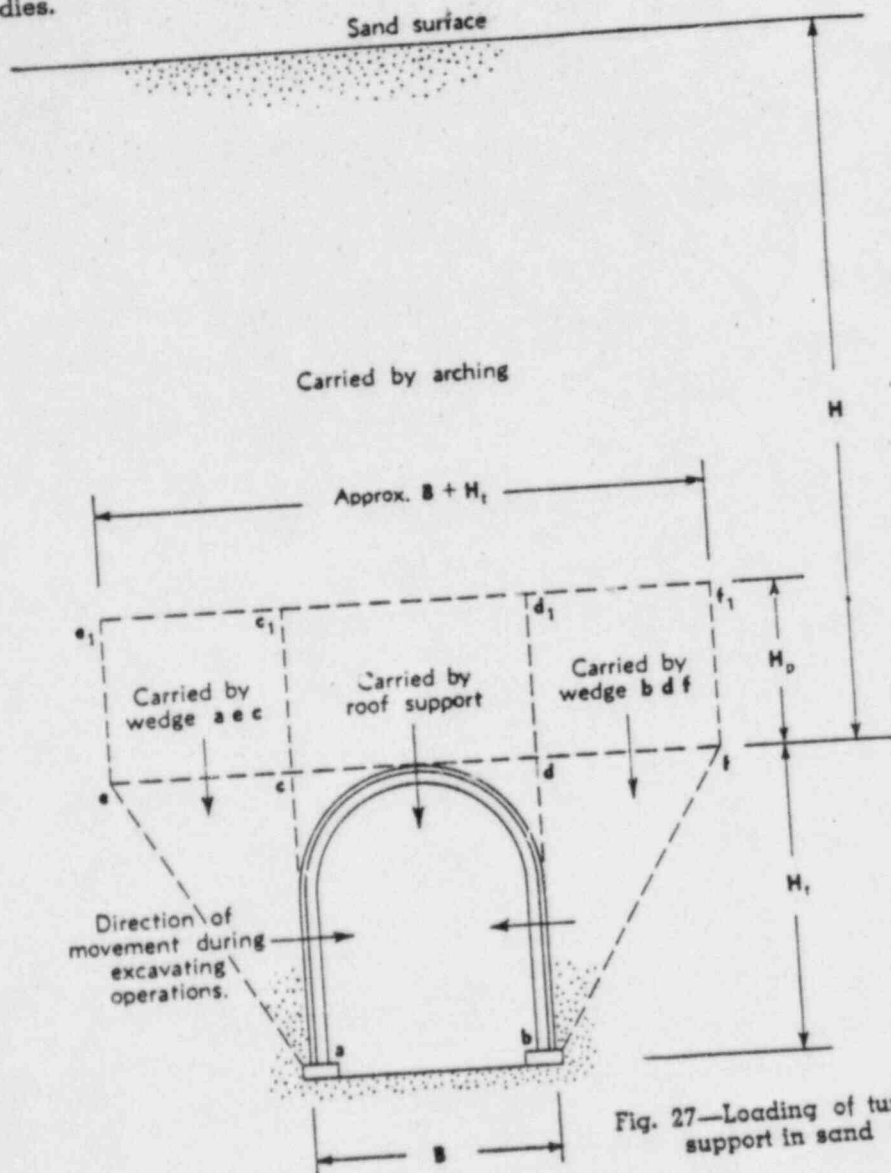 dies.
Sand surface
Carried by arching
H
Approx. B + Hₜ
e₁
c₁
d₁
f₁
Carried by
wedge a e c
Carried by
roof support
Carried by
wedge b d f
Hₚ
e
c
d
f
Direction of
movement during
excavating
operations.
Hₜ
a
b
B
Fig. 27—Loading of tu
support in sand